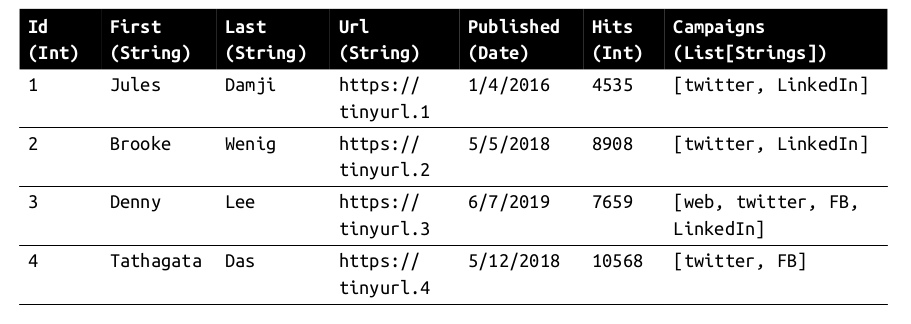 Id First Last Url Published Hits Campaigns
(Int) (String) (String) (String) (Date) (Int) (List[Strings])
1 Jules Damji https:// 1/4/2016 4535 [twitter, LinkedIn]
tinyurl.1
2 Brooke Wenig https:// 5/5/2018 8908 [twitter, LinkedIn]
tinyurl.2
3 Denny Lee https:// 6/7/2019 7659 [web, twitter, FB,
tinyurl.3 LinkedIn]
4 Tathagata Das https:// 5/12/2018 10568 [twitter, FB]
tinyurl.4